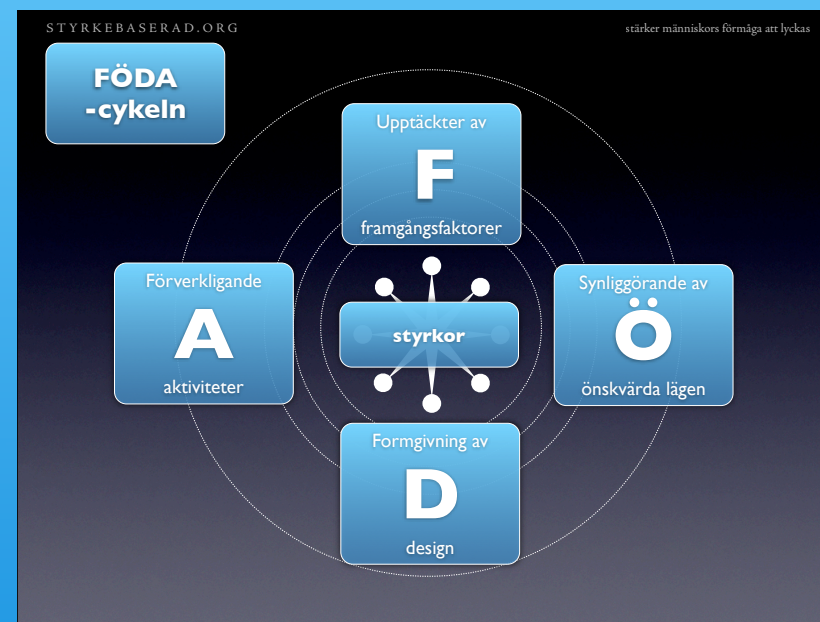 STYRKEBASERAD.ORG
stärker människors förmåga att lyckas
FÖDA
-cykeln
Upptäckter av
F
framgångsfaktorer
Förverkligande
A
aktiviteter
styrkor
Synliggörande av
Ö
önskvärda lägen
Formgivning av
D
design